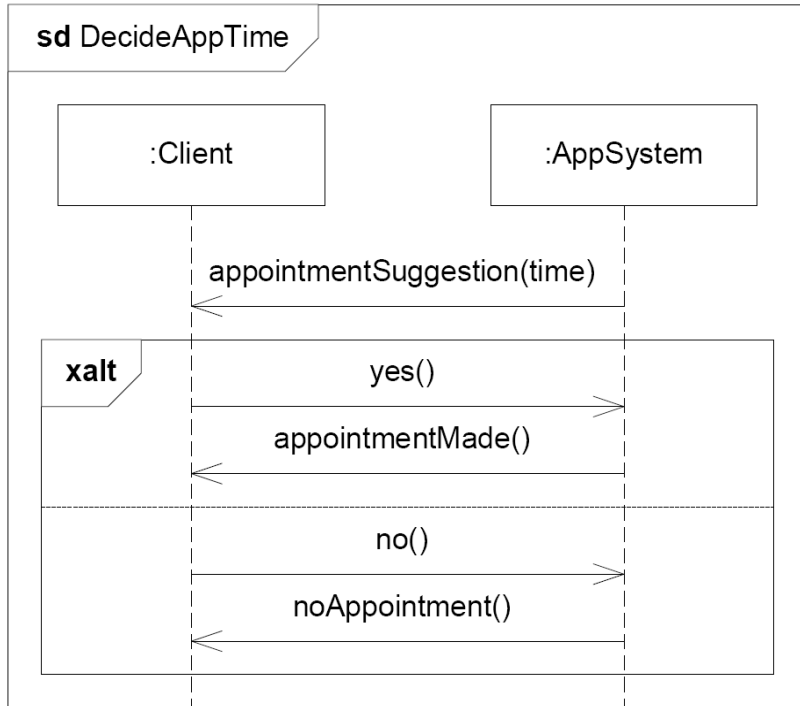 sd DecideAppTime
:Client
:AppSystem
appointmentSuggestion(time)
xalt
yes()
appointmentMade()
no()
noAppointment()